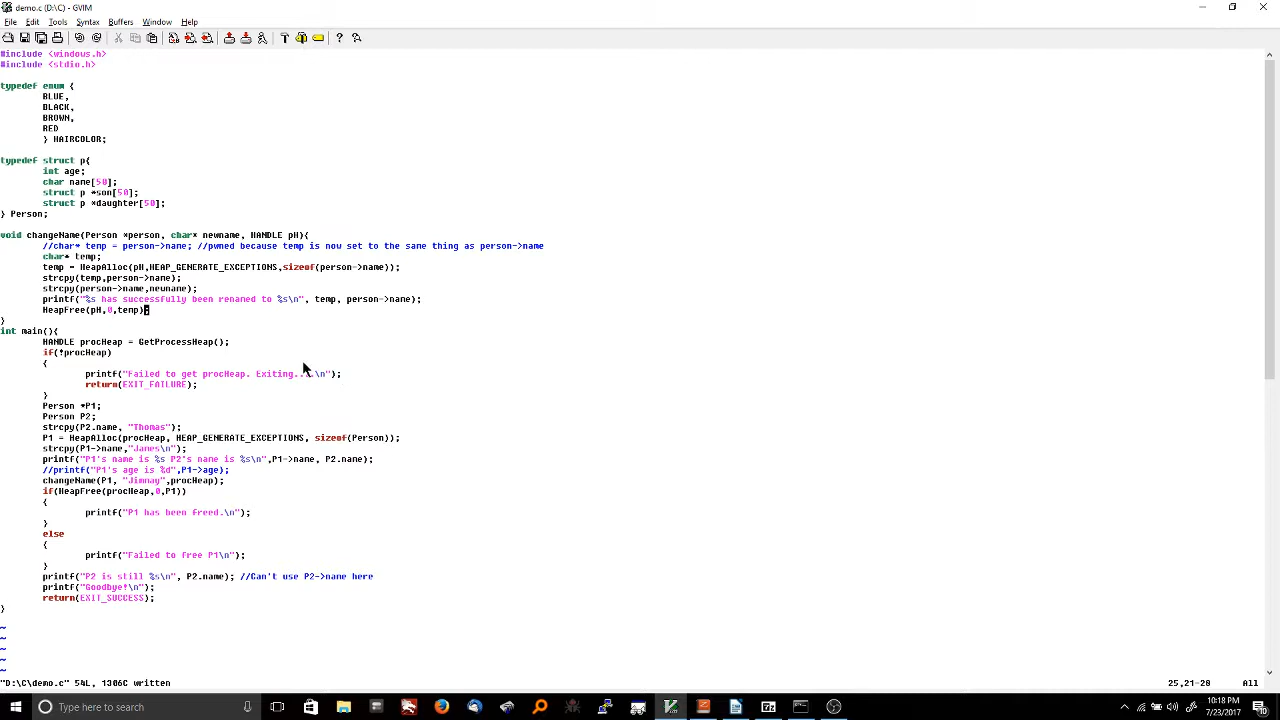 demo.c (D:\C) - GVIM
File Edit Tools Syntax Buffers Window Help
#include <windows.h>
#include <stdio.h>
typedef enum {
BLUE,
BLACK,
BROWN,
RED
} HAIRCOLOR;
typedef struct p{
int age;
char name[50];
struct p *son[50];
struct p *daughter[50];
} Person;
void changeName(Person *person, char* newname, HANDLE pH){
//char* temp = person->name; //pwned because temp is now set to the same thing as person->name
char* temp;
temp = HeapAlloc(pH,HEAP_GENERATE_EXCEPTIONS,sizeof(person->name));
strcpy(temp,person->name);
strcpy(person->name,newname);
printf("%s has successfully been renamed to %s\n", temp, person->name);
HeapFree(pH,0,temp);
}
int main(){
HANDLE procHeap = GetProcessHeap();
if(!procHeap)
{
printf("Failed to get procHeap. Exiting...\n");
return(EXIT_FAILURE);
}
Person *P1;
Person P2;
strcpy(P2.name, "Thomas");
P1 = HeapAlloc(procHeap, HEAP_GENERATE_EXCEPTIONS, sizeof(Person));
strcpy(P1->name,"James\n");
printf("P1's name is %s P2's name is %s\n",P1->name, P2.name);
//printf("P1's age is %d",P1->age);
changeName(P1, "Jimmay",procHeap);
if(HeapFree(procHeap,0,P1))
{
printf("P1 has been freed.\n");
}
else
{
printf("Failed to free P1\n");
}
printf("P2 is still %s\n", P2.name); //Can't use P2->name here
printf("Goodbye!\n");
return(EXIT_SUCCESS);
}
~
~
~
~
~
"D:\C\demo.c" 54L, 1306C written 25,21-28 All
Type here to search
10:18 PM
7/23/2017